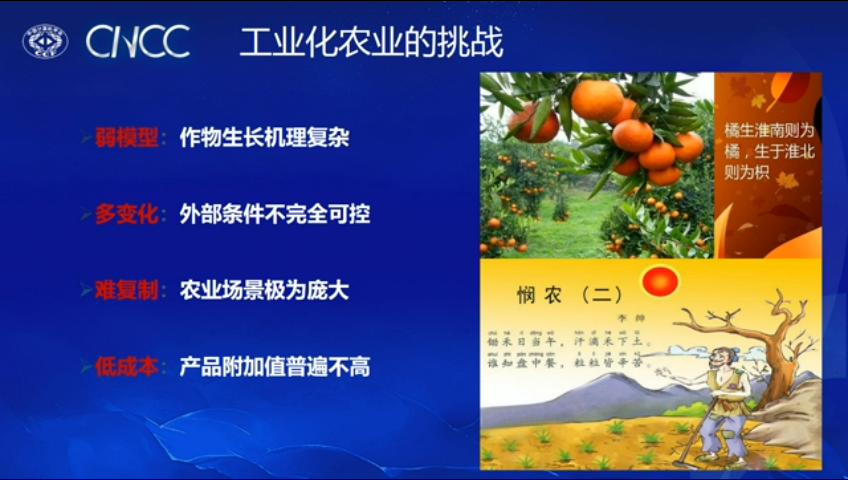 CNCC
工业化农业的挑战
弱模型：作物生长机理复杂
多变化：外部条件不完全可控
难复制：农业场景极为庞大
低成本：产品附加值普遍不高
橘生淮南则为
橘，生于淮北
则为枳
悯农（二）
李绅
锄禾日当午，汗滴禾下土。
谁知盘中餐，粒粒皆辛苦。